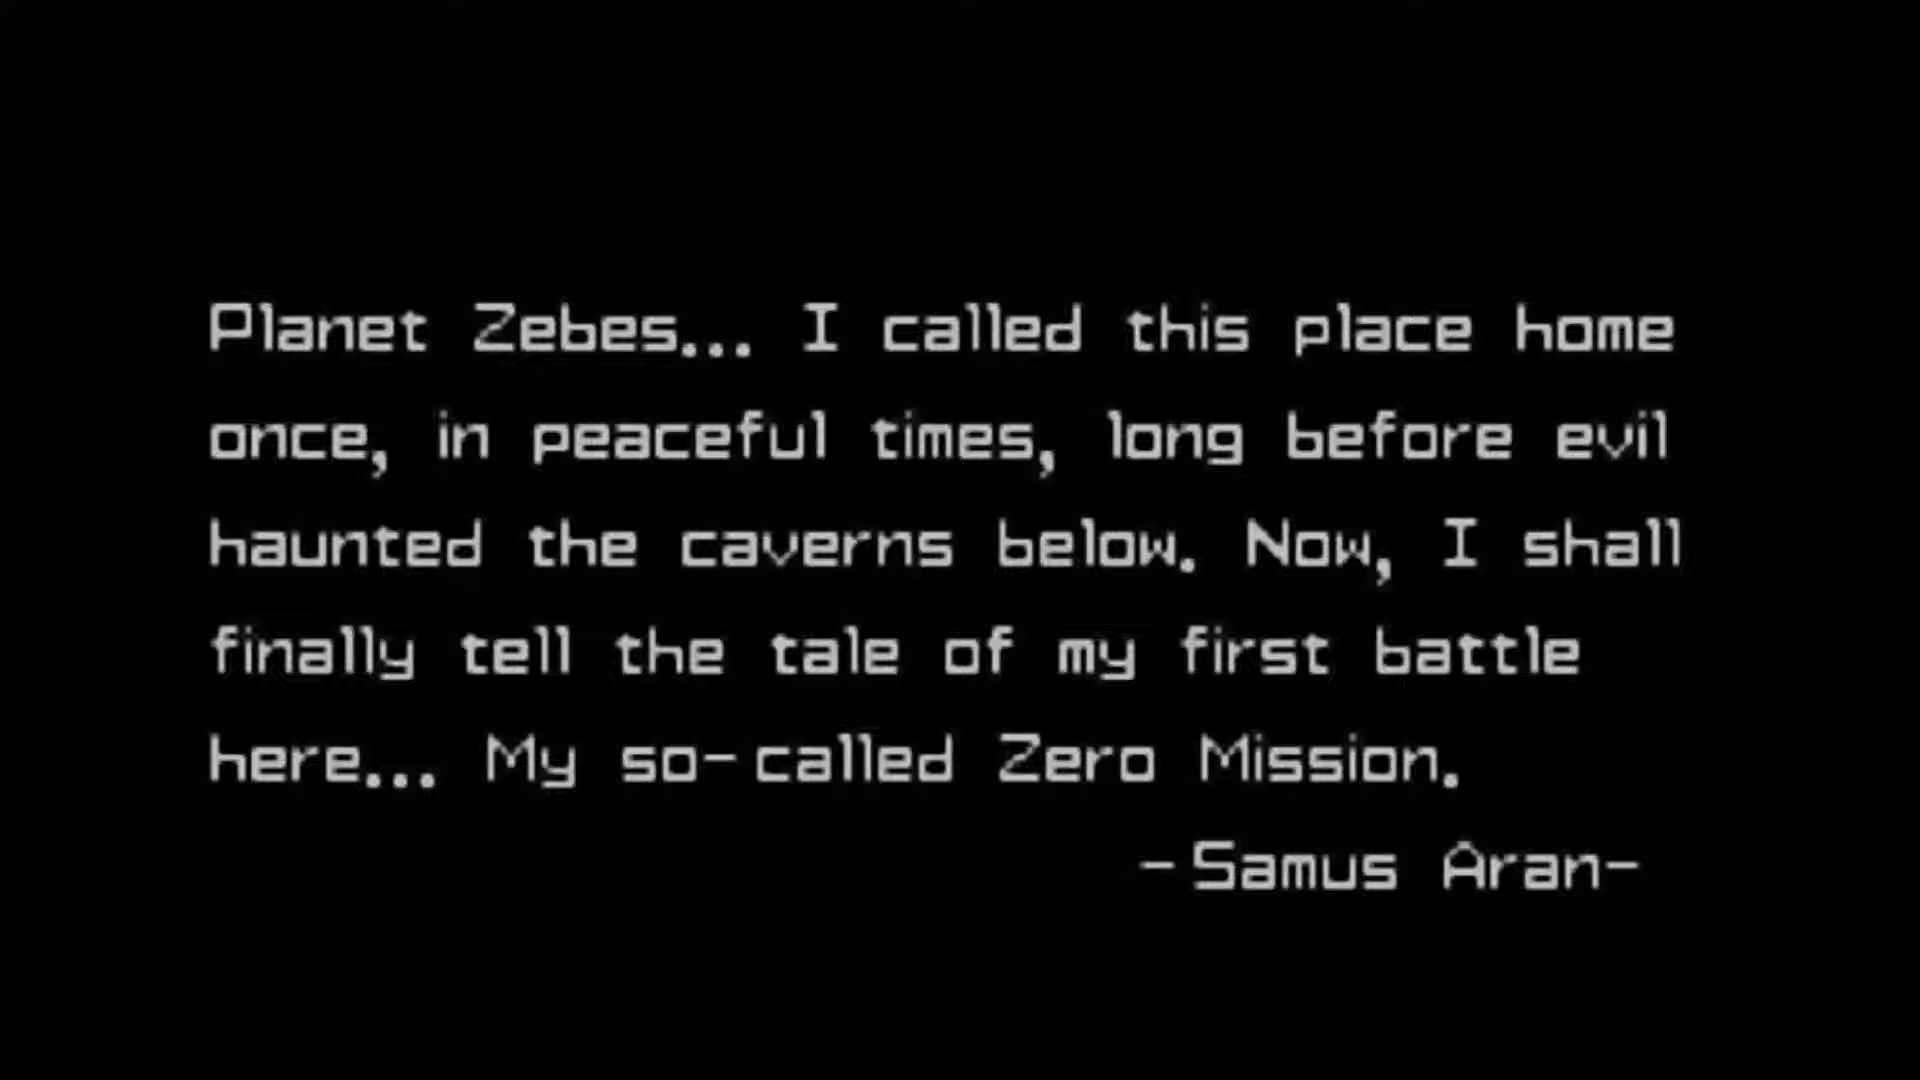 Planet Zebes... I called this place home
once, in peaceful times, long before evil
haunted the caverns below. Now, I shall
finally tell the tale of my first battle
here... My so-called Zero Mission.
-Samus Aran-